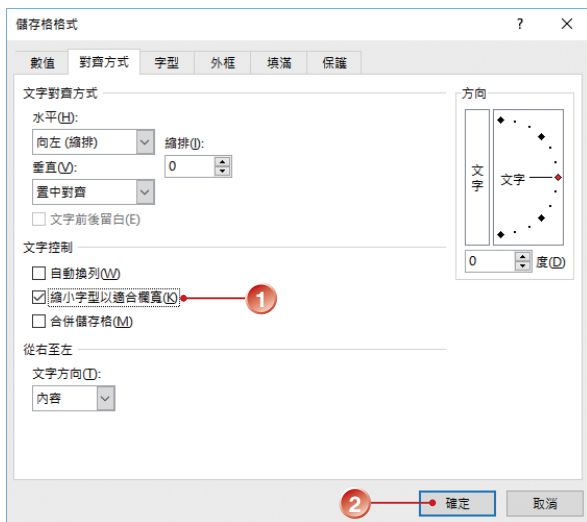 儲存格格式 ? ×
數值 對齊方式 字型 外框 填滿 保護
文字對齊方式
水平(H):
向左 (縮排) 縮排(I):
垂直(V): 0
置中對齊
文字前後留白(E)
文字控制
自動換列(W)
縮小字型以適合欄寬(K) 1
合併儲存格(M)
從右至左
文字方向(T):
內容
方向
文字 文字
0 度(D)
2 確定 取消